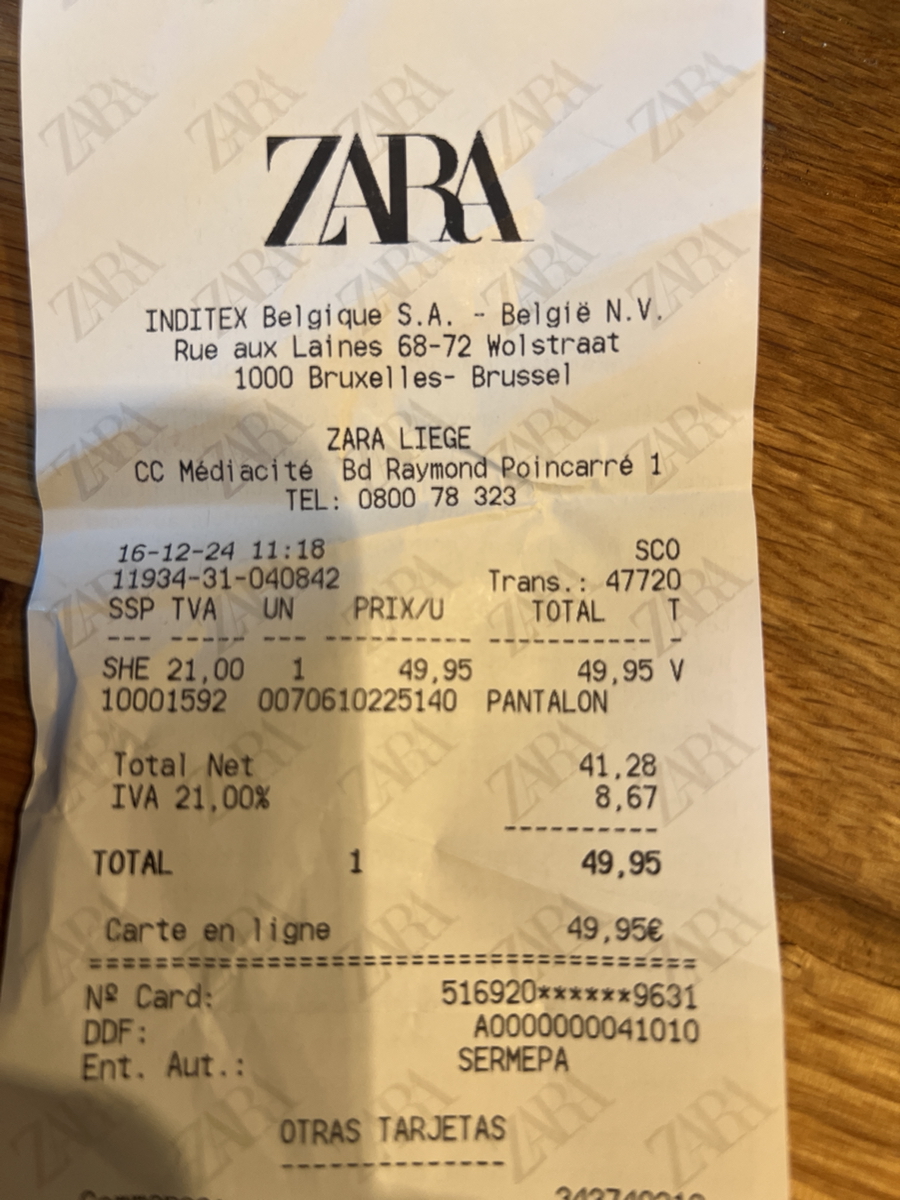 ZARA
INDITEX Belgique S.A. - België N.V.
Rue aux Laines 68-72 Wolstraat
1000 Bruxelles- Brussel
ZARA LIEGE
CC Médiacité Bd Raymond Poincarré 1
TEL: 0800 78 323
16-12-24 11:18 SCO
11934-31-040842 Trans.: 47720
SSP TVA UN PRIX/U TOTAL T
--- ----- --- ---------- ----------- -
SHE 21,00 1 49,95 49,95 V
10001592 0070610225140 PANTALON
Total Net 41,28
IVA 21,00% 8,67
----------
TOTAL 1 49,95
Carte en ligne 49,95€
=====================================
Nº Card: 516920******9631
DDF: A0000000041010
Ent. Aut.: SERMEPA
OTRAS TARJETAS
---------------